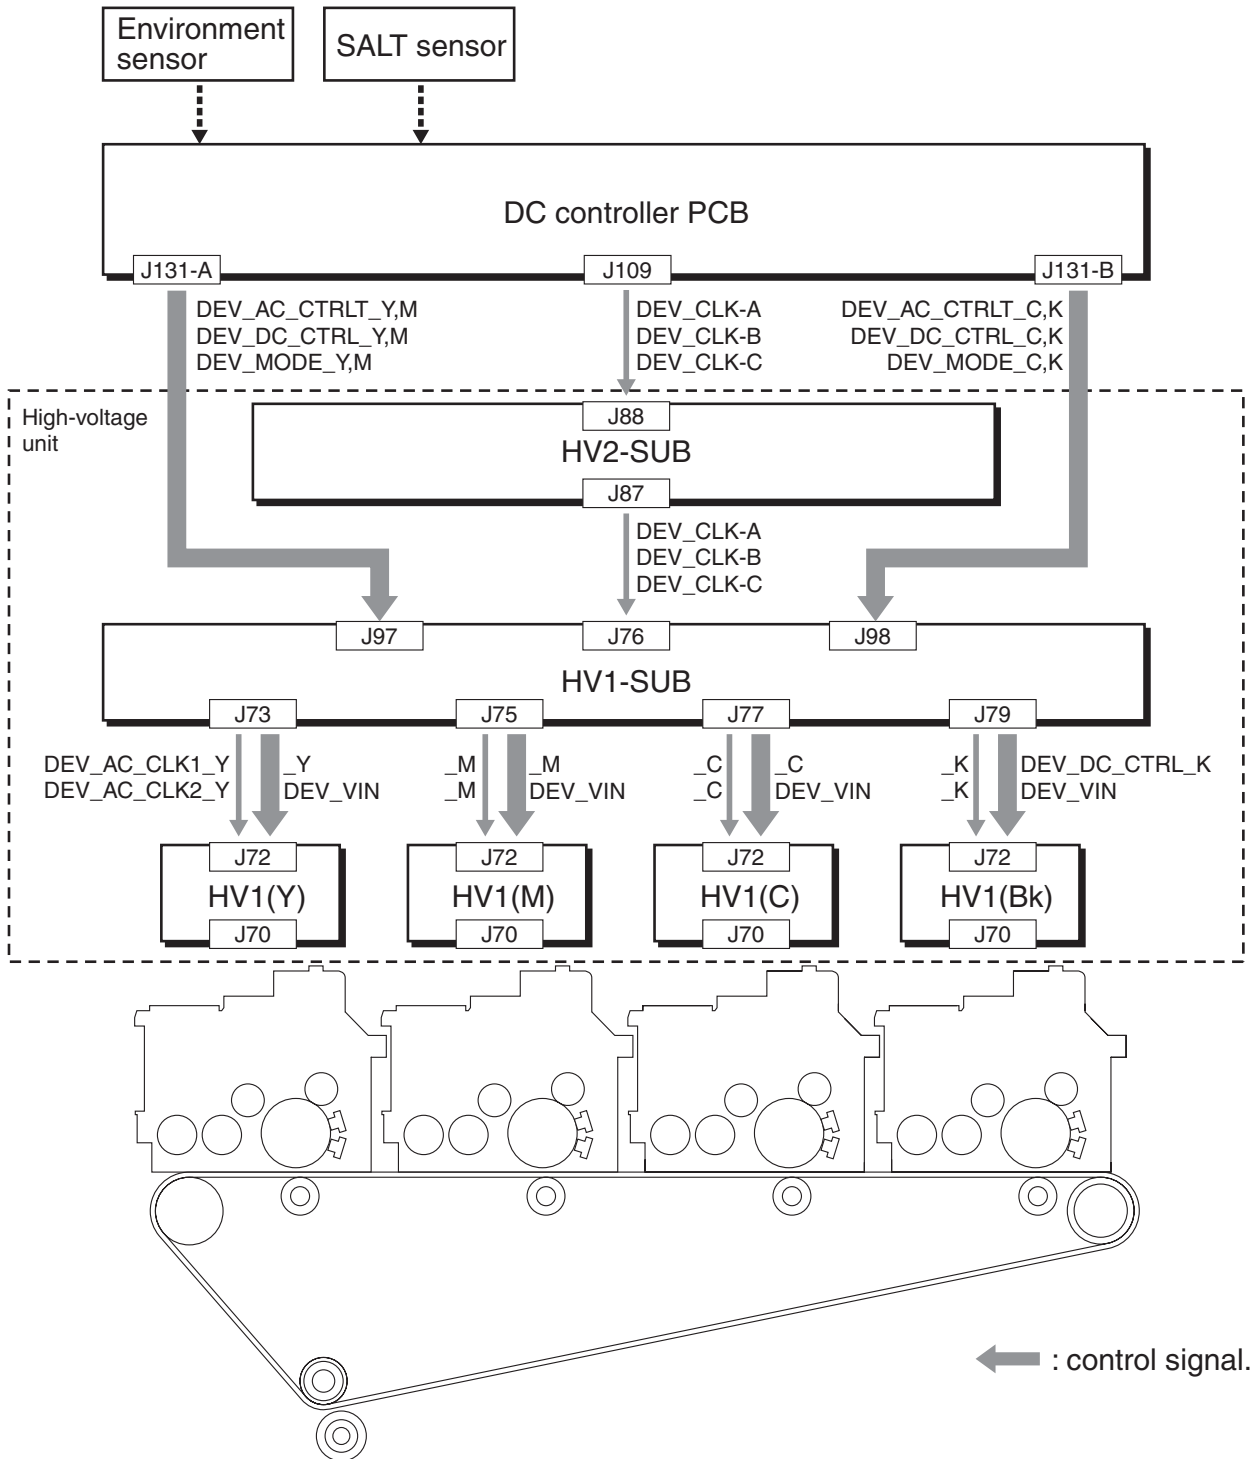 Environment
sensor
SALT sensor
DC controller PCB
J131-A
J109
J131-B
DEV_AC_CTRLT_Y,M
DEV_DC_CTRL_Y,M
DEV_MODE_Y,M
DEV_CLK-A
DEV_CLK-B
DEV_CLK-C
DEV_AC_CTRLT_C,K
DEV_DC_CTRL_C,K
DEV_MODE_C,K
High-voltage
unit
J88
HV2-SUB
J87
DEV_CLK-A
DEV_CLK-B
DEV_CLK-C
J97
J76
J98
HV1-SUB
J73
J75
J77
J79
DEV_AC_CLK1_Y
DEV_AC_CLK2_Y
_Y
DEV_VIN
_M
_M
_M
DEV_VIN
_C
_C
_C
DEV_VIN
_K
_K
DEV_DC_CTRL_K
DEV_VIN
J72
HV1(Y)
J70
J72
HV1(M)
J70
J72
HV1(C)
J70
J72
HV1(Bk)
J70
: control signal.